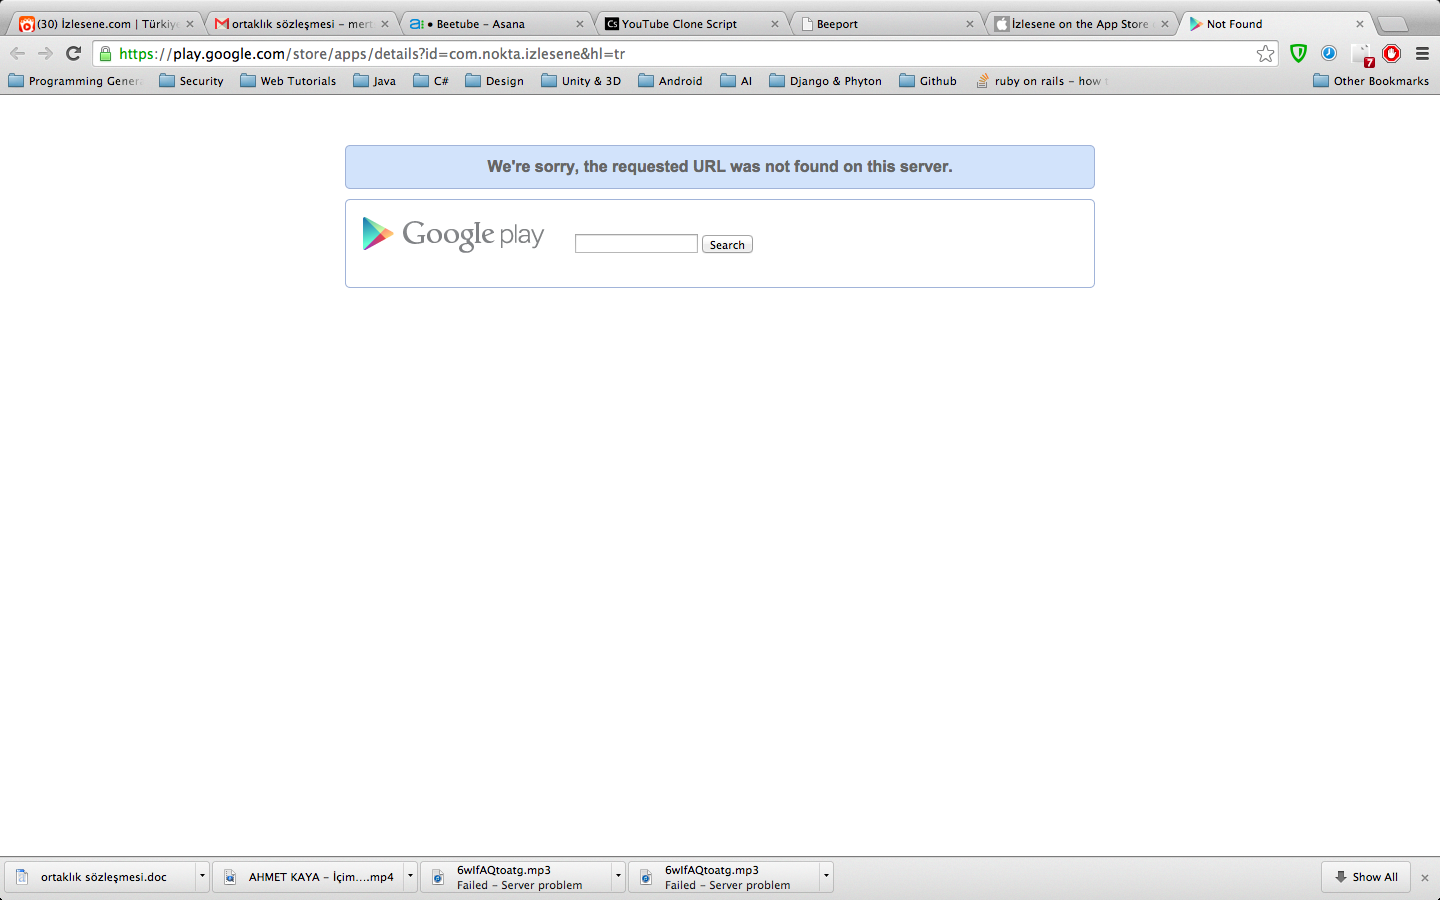 (30) İzlesene.com | Türkiye
ortaklık sözleşmesi – mert
• Beetube – Asana
Cs YouTube Clone Script
Beeport
İzlesene on the App Store
Not Found
https://play.google.com/store/apps/details?id=com.nokta.izlesene&hl=tr
7
Programming Genera
Security
Web Tutorials
Java
C#
Design
Unity & 3D
Android
AI
Django & Phyton
Github
ruby on rails – how t
Other Bookmarks
We're sorry, the requested URL was not found on this server.
Google play
Search
ortaklık sözleşmesi.doc
AHMET KAYA – İçim....mp4
6wIfAQtoatg.mp3
Failed – Server problem
6wIfAQtoatg.mp3
Failed – Server problem
Show All